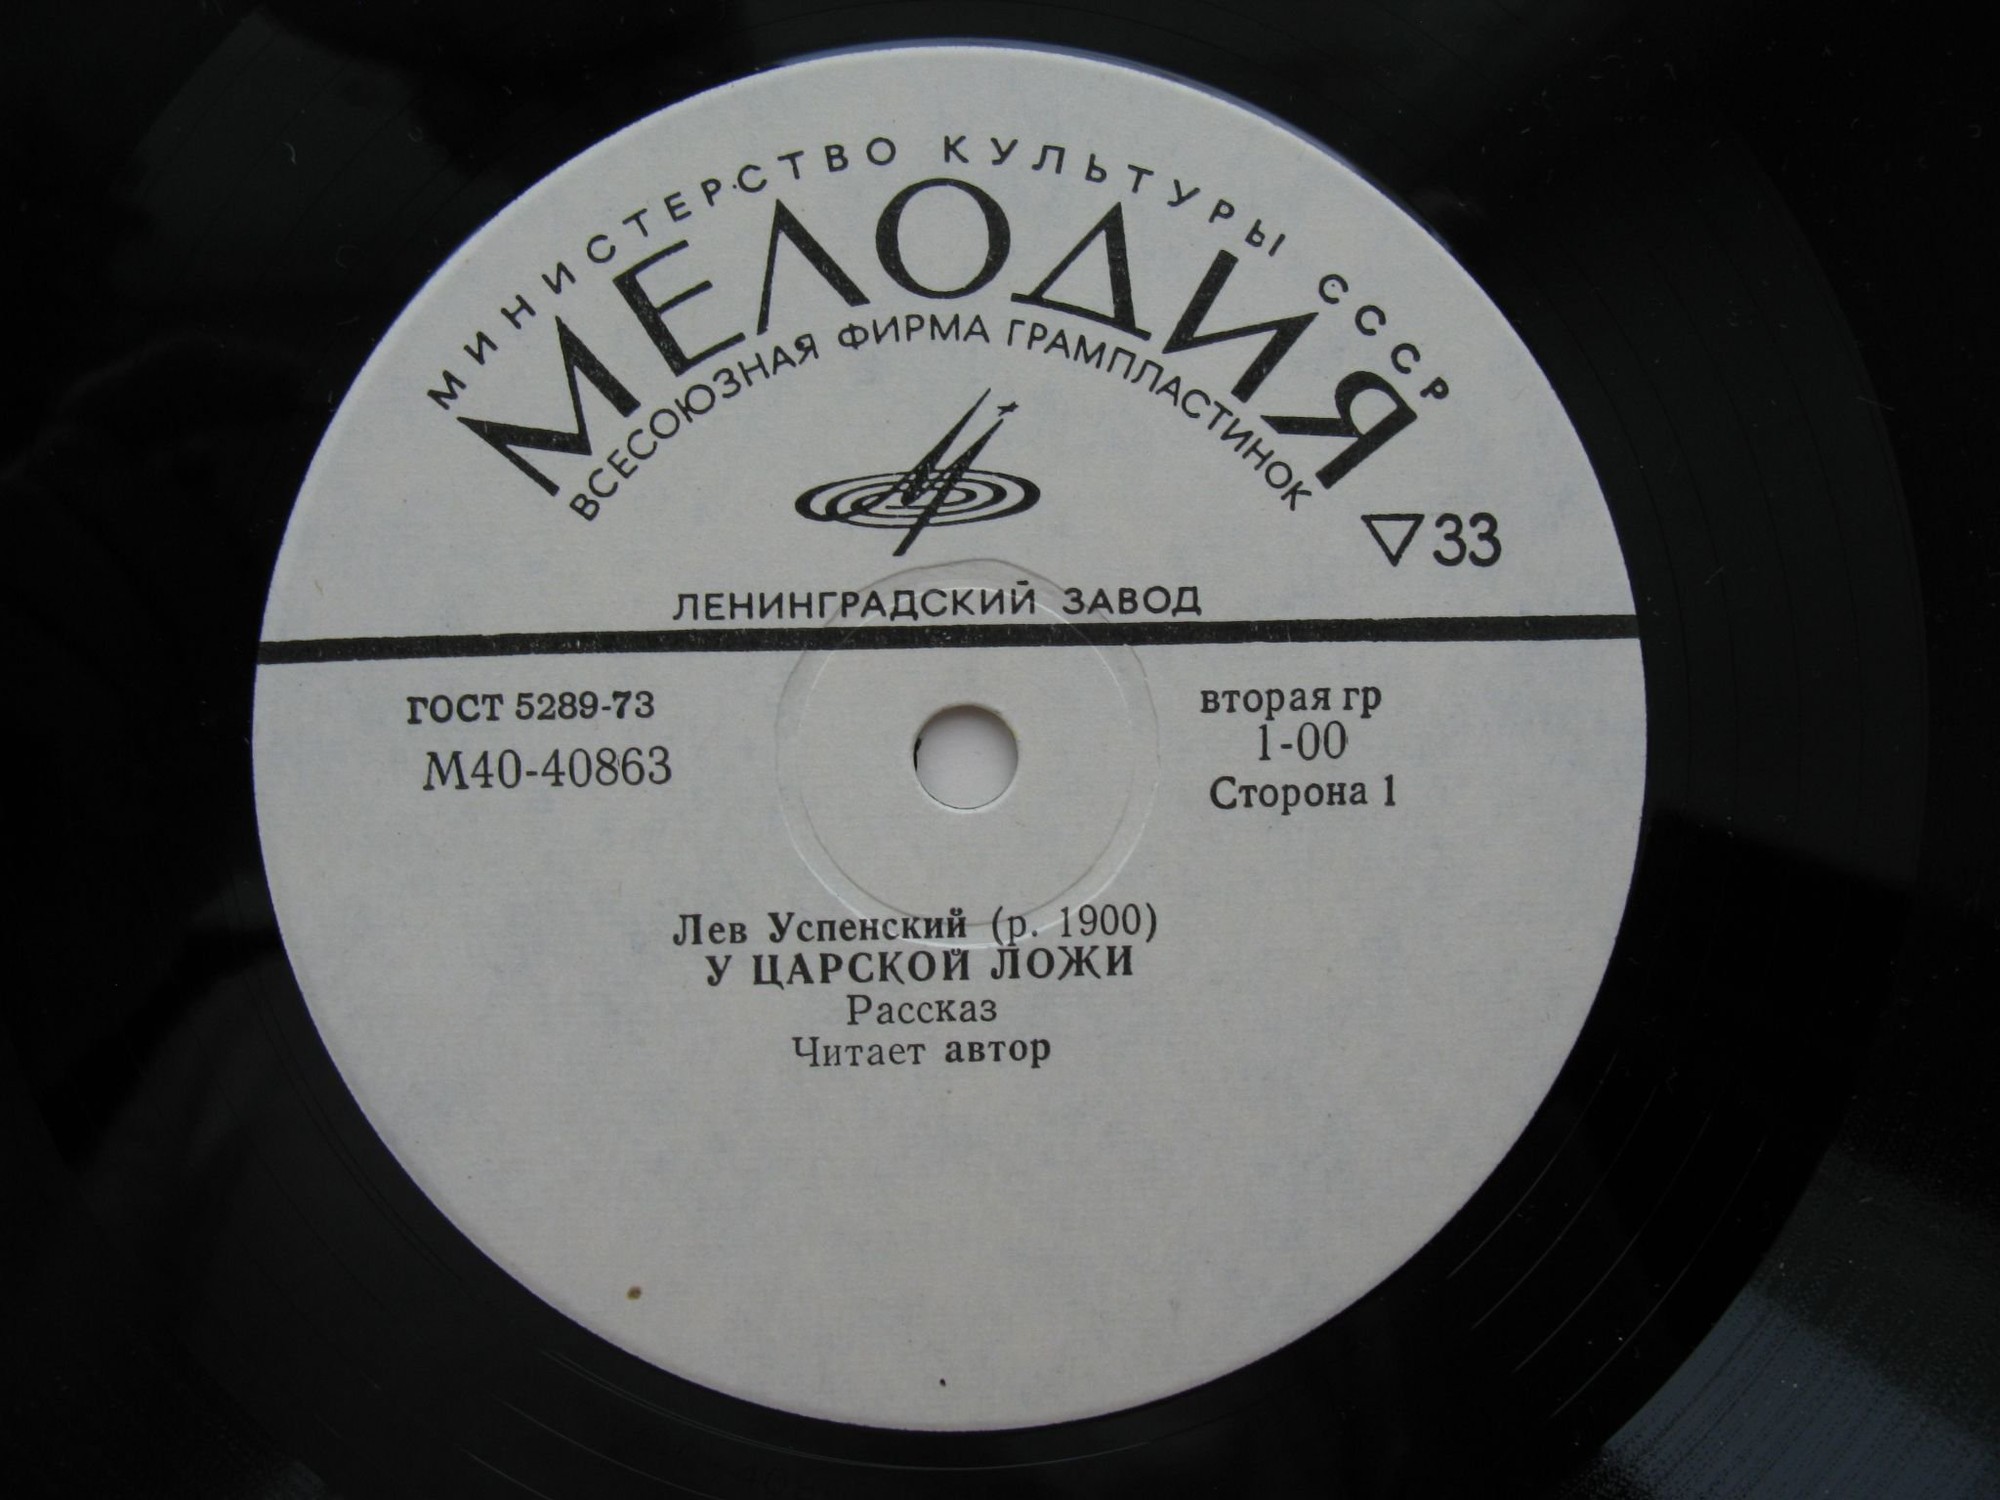 МИНИСТЕРСТВО КУЛЬТУРЫ СССР
МЕЛОДИЯ
ВСЕСОЮЗНАЯ ФИРМА ГРАМПЛАСТИНОК
▽33
ЛЕНИНГРАДСКИЙ ЗАВОД
ГОСТ 5289-73
М40-40863
вторая гр
1-00
Сторона 1
Лев Успенский (р. 1900)
У ЦАРСКОЙ ЛОЖИ
Рассказ
Читает автор